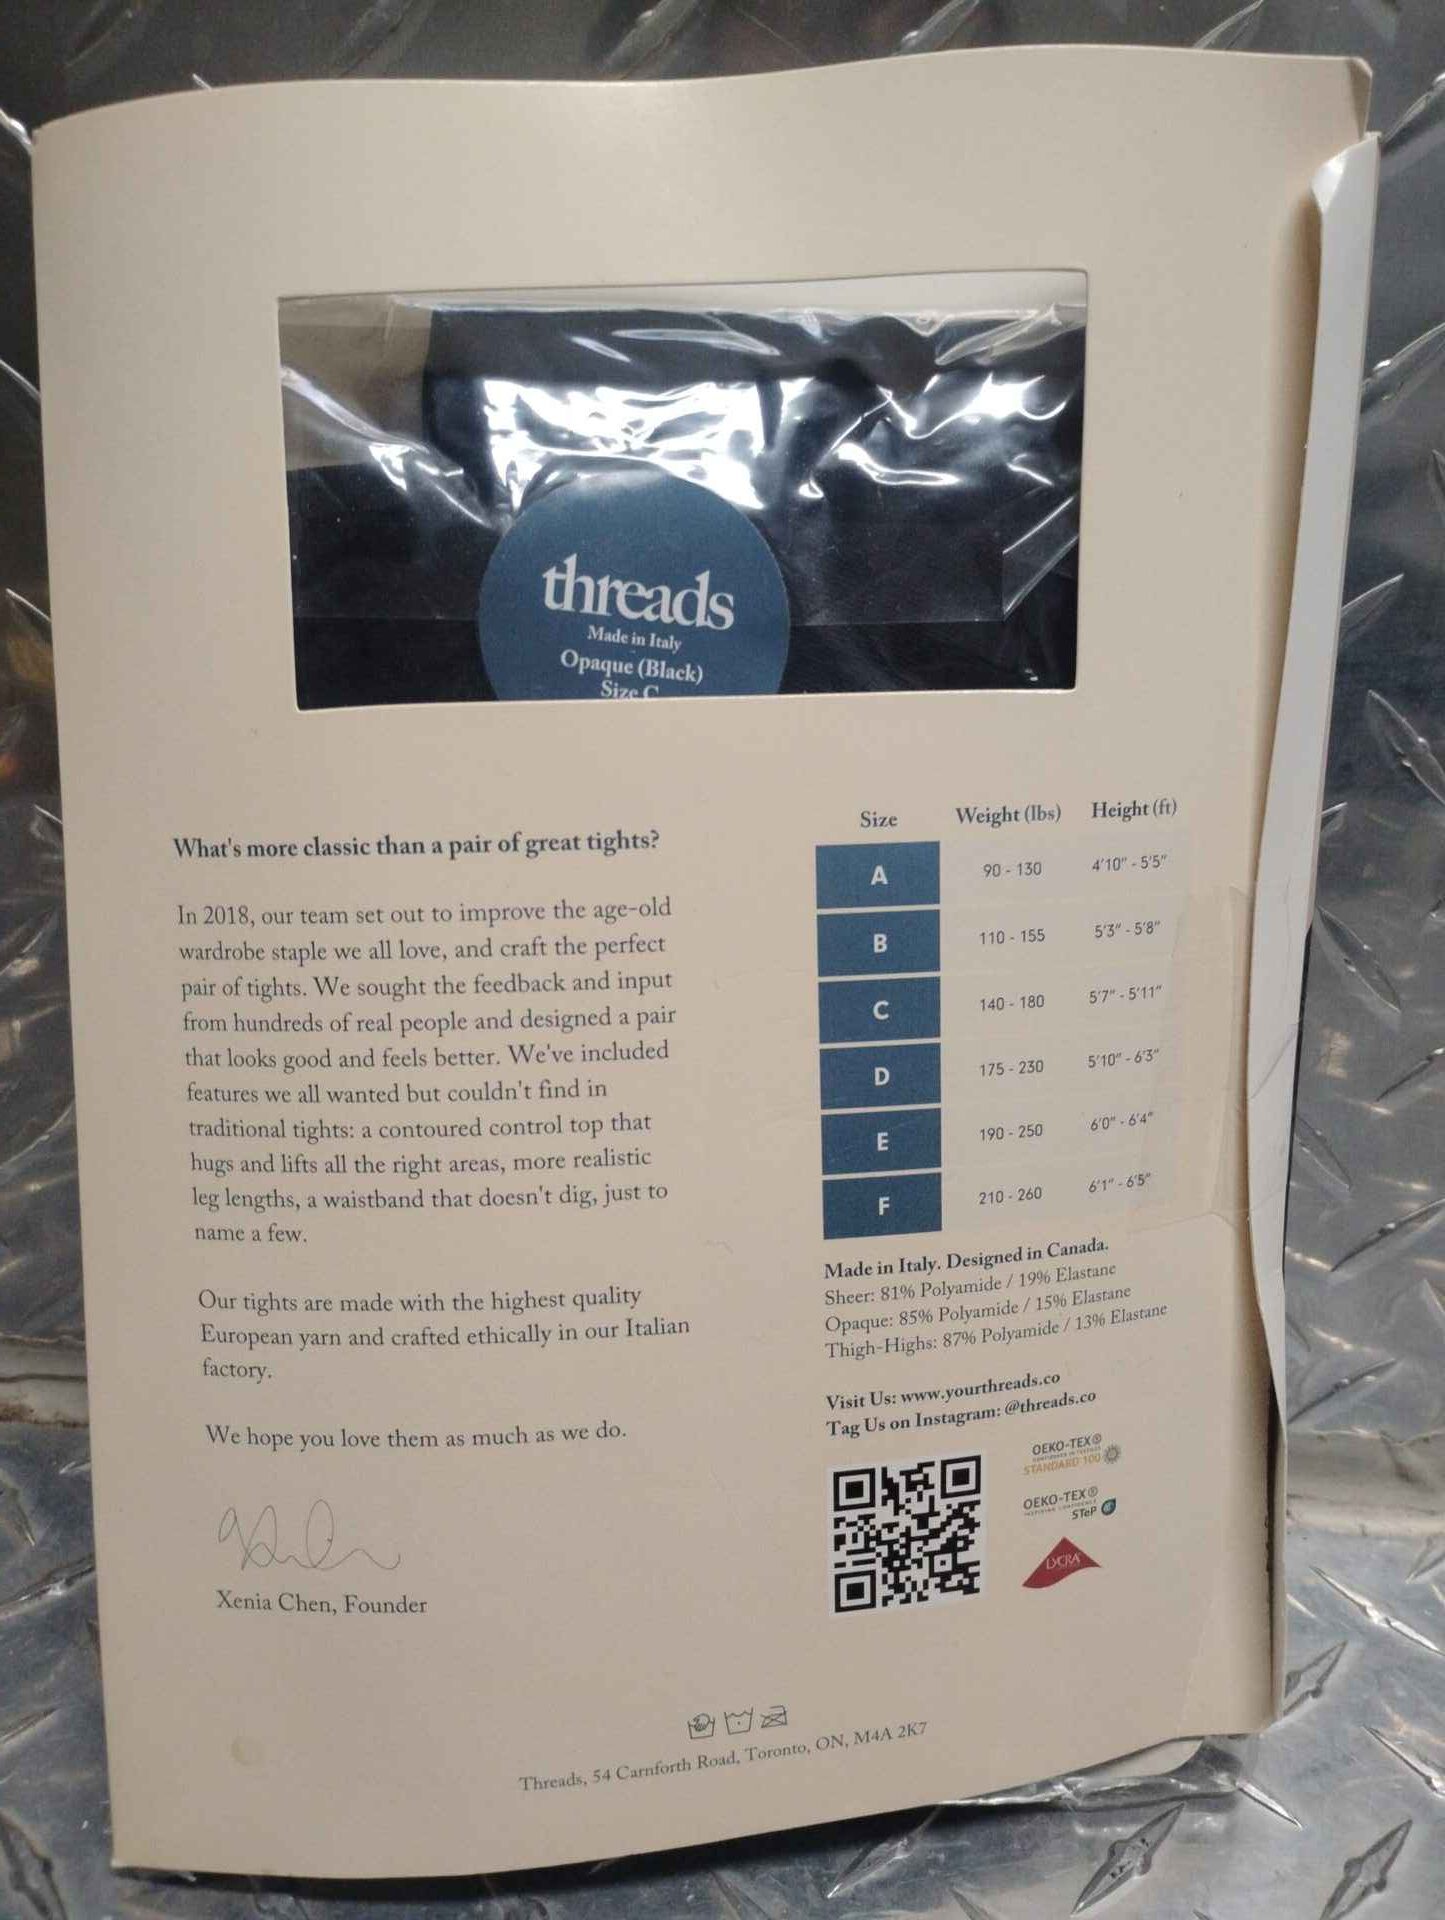 threads
Made in Italy
Opaque (Black)
Size C
What's more classic than a pair of great tights?
In 2018, our team set out to improve the age-old
wardrobe staple we all love, and craft the perfect
pair of tights. We sought the feedback and input
from hundreds of real people and designed a pair
that looks good and feels better. We've included
features we all wanted but couldn't find in
traditional tights: a contoured control top that
hugs and lifts all the right areas, more realistic
leg lengths, a waistband that doesn't dig, just to
name a few.
Our tights are made with the highest quality
European yarn and crafted ethically in our Italian
factory.
We hope you love them as much as we do.
Xenia Chen, Founder
Size Weight (lbs) Height (ft)
A 90 - 130 4'10" - 5'5"
B 110 - 155 5'3" - 5'8"
C 140 - 180 5'7" - 5'11"
D 175 - 230 5'10" - 6'3"
E 190 - 250 6'0" - 6'4"
F 210 - 260 6'1" - 6'5"
Made in Italy. Designed in Canada.
Sheer: 81% Polyamide / 19% Elastane
Opaque: 85% Polyamide / 15% Elastane
Thigh-Highs: 87% Polyamide / 13% Elastane
Visit Us: www.yourthreads.co
Tag Us on Instagram: @threads.co
OEKO-TEX®
STANDARD 100
OEKO-TEX®
STeP
LYCRA
Threads, 54 Carnforth Road, Toronto, ON, M4A 2K7